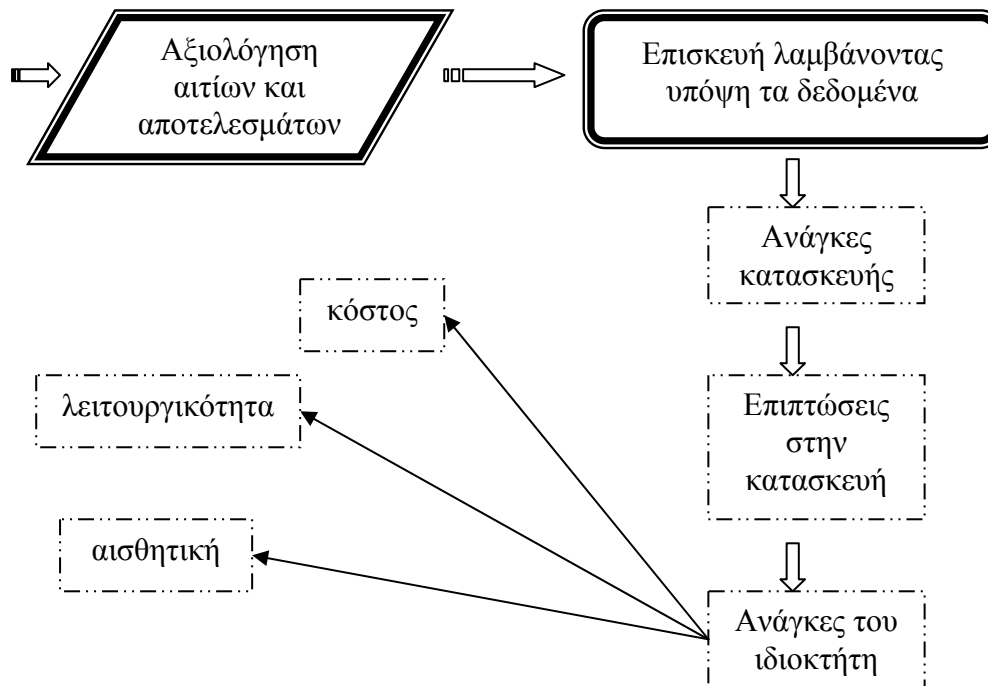 Αξιολόγηση
αιτίων και
αποτελεσμάτων
Επισκευή λαμβάνοντας
υπόψη τα δεδομένα
Ανάγκες
κατασκευής
κόστος
λειτουργικότητα
Επιπτώσεις
στην
κατασκευή
αισθητική
Ανάγκες του
ιδιοκτήτη